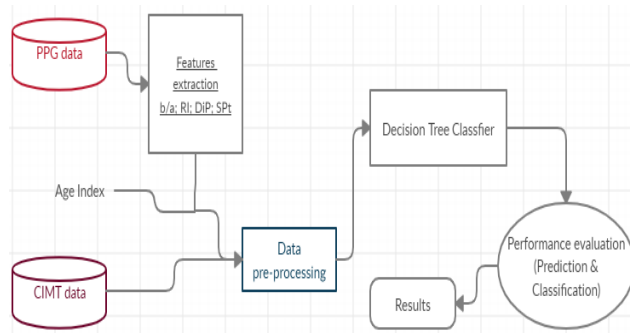 PPG data
Features
extraction
b/a; RI; DiP; SPt
Decision Tree Classfier
Age Index
Data
pre-processing
Performance evaluation
(Prediction &
Classification)
CIMT data
Results